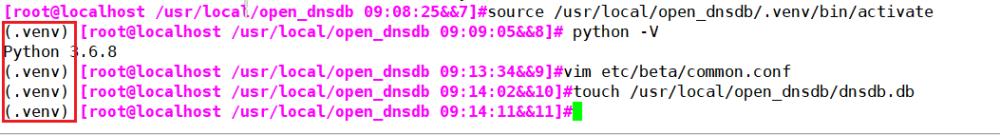 [root@localhost /usr/local/open_dnsdb 09:08:25&&7]#source /usr/local/open_dnsdb/.venv/bin/activate
(.venv) [root@localhost /usr/local/open_dnsdb 09:09:05&&8]# python -V
Python 3.6.8
(.venv) [root@localhost /usr/local/open_dnsdb 09:13:34&&9]#vim etc/beta/common.conf
(.venv) [root@localhost /usr/local/open_dnsdb 09:14:02&&10]#touch /usr/local/open_dnsdb/dnsdb.db
(.venv) [root@localhost /usr/local/open_dnsdb 09:14:11&&11]#